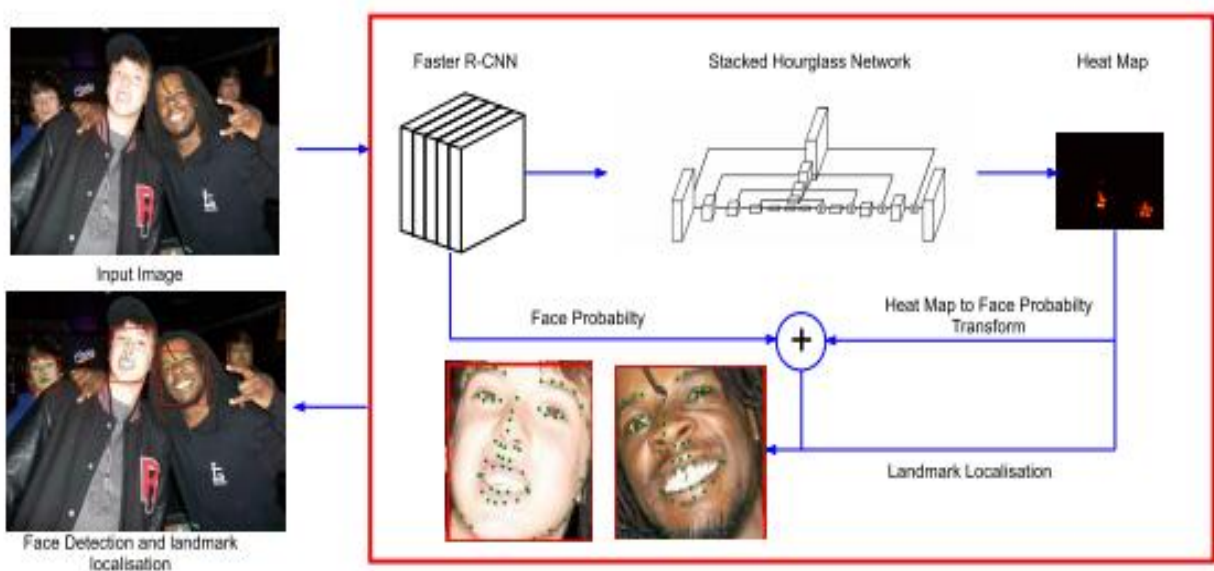 Faster R-CNN
Stacked Hourglass Network
Heat Map
Input Image
Face Probabilty
Heat Map to Face Probabilty
Transform
Landmark Localisation
Face Detection and landmark
localisation
+
R
R